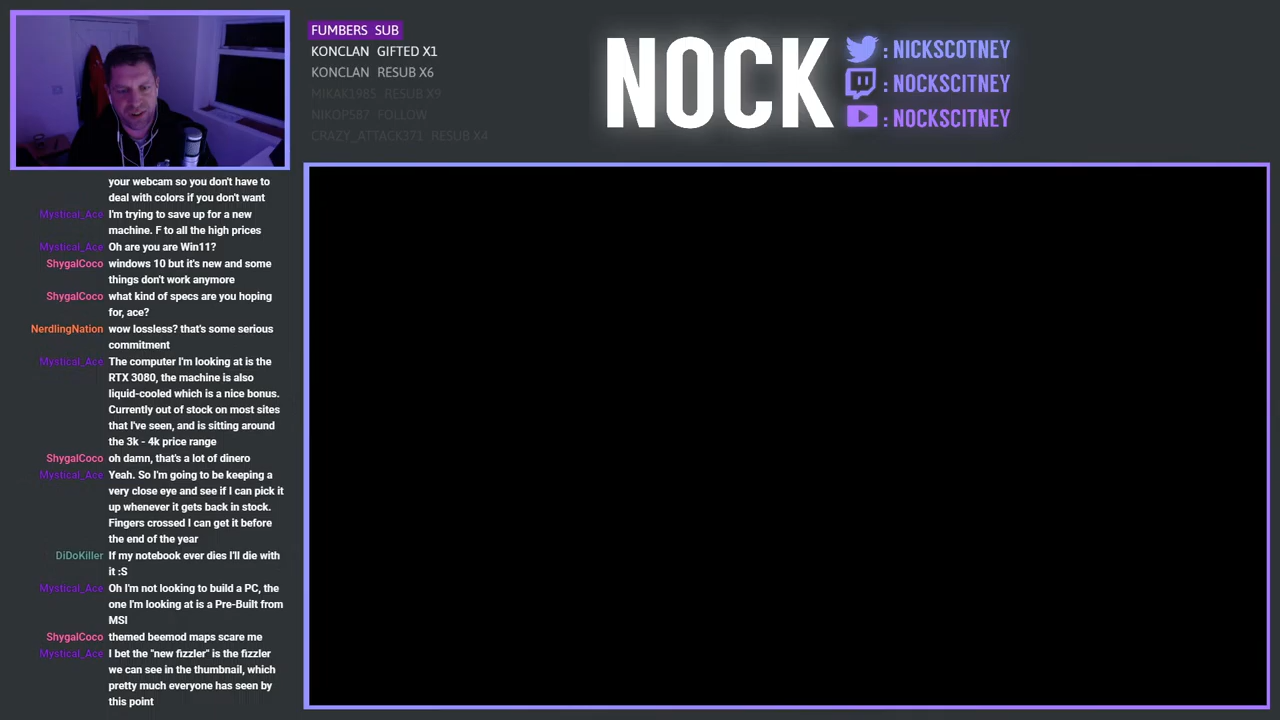 FUMBERS SUB
KONCLAN GIFTED X1
KONCLAN RESUB X6
MIKAK1985 RESUB X9
NIKOP587 FOLLOW
CRAZY_ATTACK371 RESUB X4
NOCK
: NICKSCOTNEY
: NOCKSCITNEY
: NOCKSCITNEY
your webcam so you don't have to
deal with colors if you don't want
Mystical_Ace I'm trying to save up for a new
machine. F to all the high prices
Mystical_Ace Oh are you are Win11?
ShygalCoco windows 10 but it's new and some
things don't work anymore
ShygalCoco what kind of specs are you hoping
for, ace?
NerdlingNation wow lossless? that's some serious
commitment
Mystical_Ace The computer I'm looking at is the
RTX 3080, the machine is also
liquid-cooled which is a nice bonus.
Currently out of stock on most sites
that I've seen, and is sitting around
the 3k - 4k price range
ShygalCoco oh damn, that's a lot of dinero
Mystical_Ace Yeah. So I'm going to be keeping a
very close eye and see if I can pick it
up whenever it gets back in stock.
Fingers crossed I can get it before
the end of the year
DiDoKiller If my notebook ever dies I'll die with
it :S
Mystical_Ace Oh I'm not looking to build a PC, the
one I'm looking at is a Pre-Built from
MSI
ShygalCoco themed beemod maps scare me
Mystical_Ace I bet the "new fizzler" is the fizzler
we can see in the thumbnail, which
pretty much everyone has seen by
this point